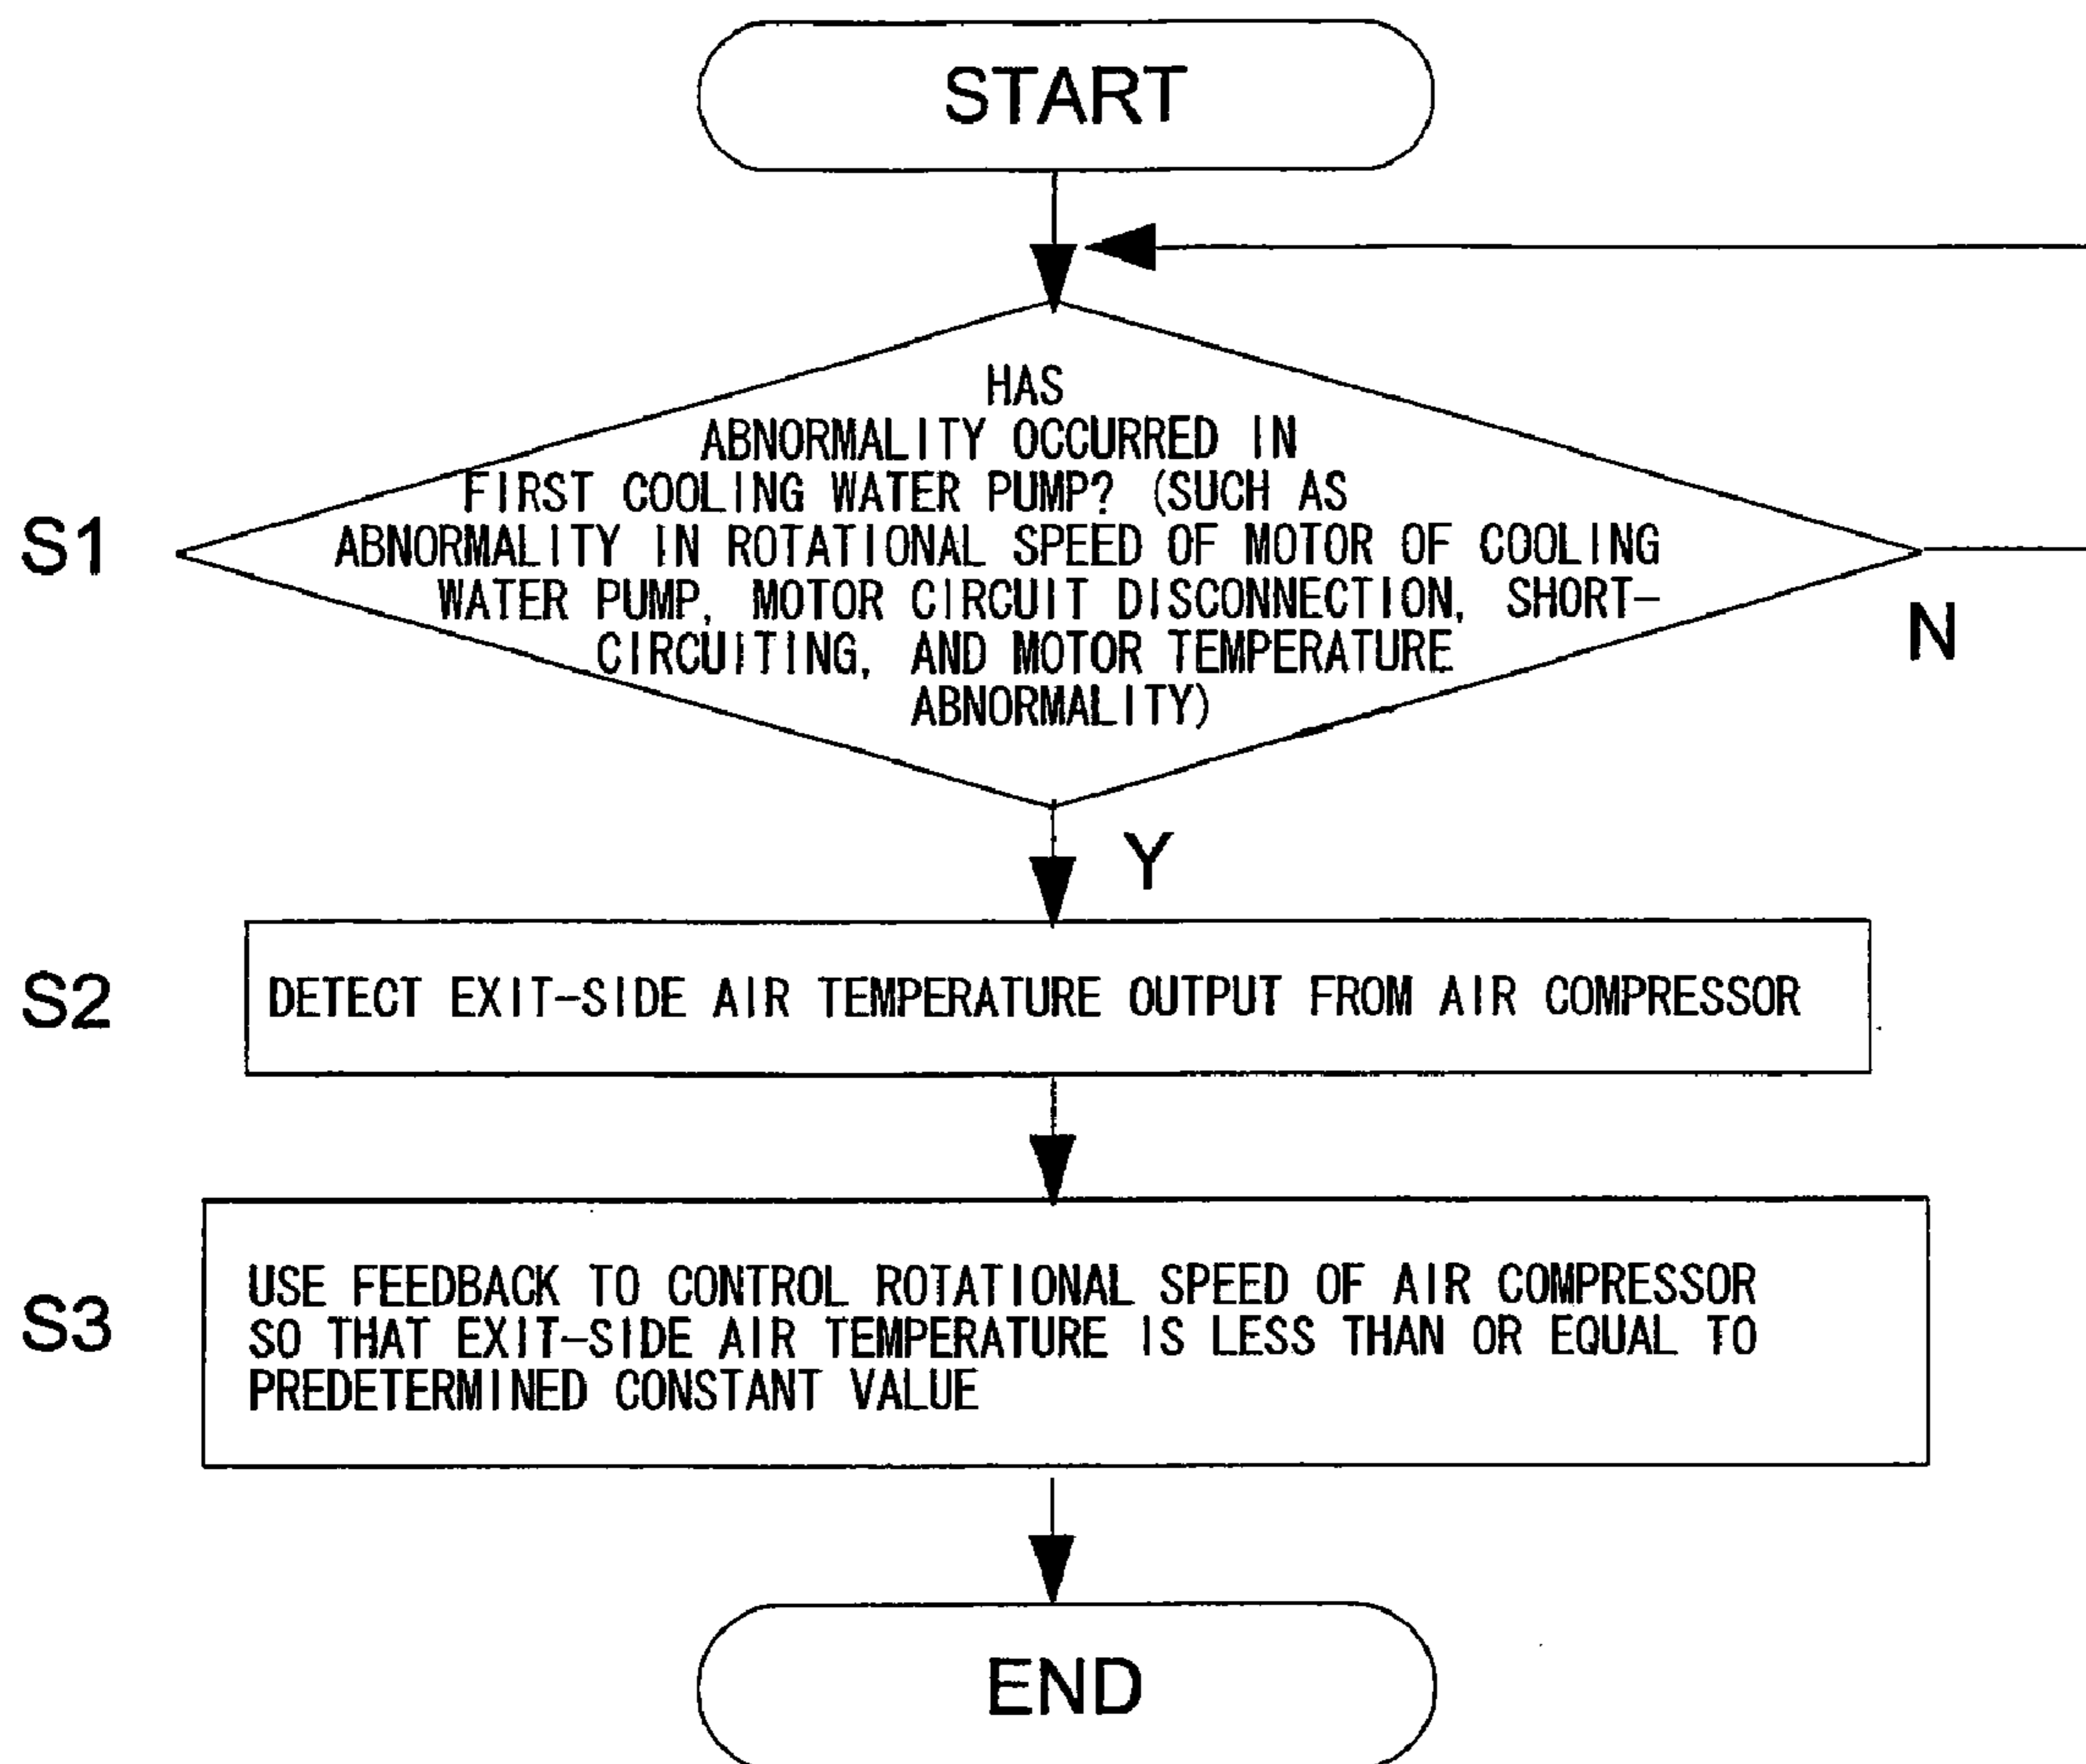 START
HAS
ABNORMALITY OCCURRED IN
FIRST COOLING WATER PUMP? (SUCH AS
S1
ABNORMALITY IN ROTATIONAL SPEED OF MOTOR OF COOLING
WATER PUMP, MOTOR CIRCUIT DISCONNECTION, SHORT-
N
CIRCUITING, AND MOTOR TEMPERATURE
ABNORMALITY)
Y
S2
DETECT EXIT-SIDE AIR TEMPERATURE OUTPUT FROM AIR COMPRESSOR
S3
USE FEEDBACK TO CONTROL ROTATIONAL SPEED OF AIR COMPRESSOR
SO THAT EXIT-SIDE AIR TEMPERATURE IS LESS THAN OR EQUAL TO
PREDETERMINED CONSTANT VALUE
END